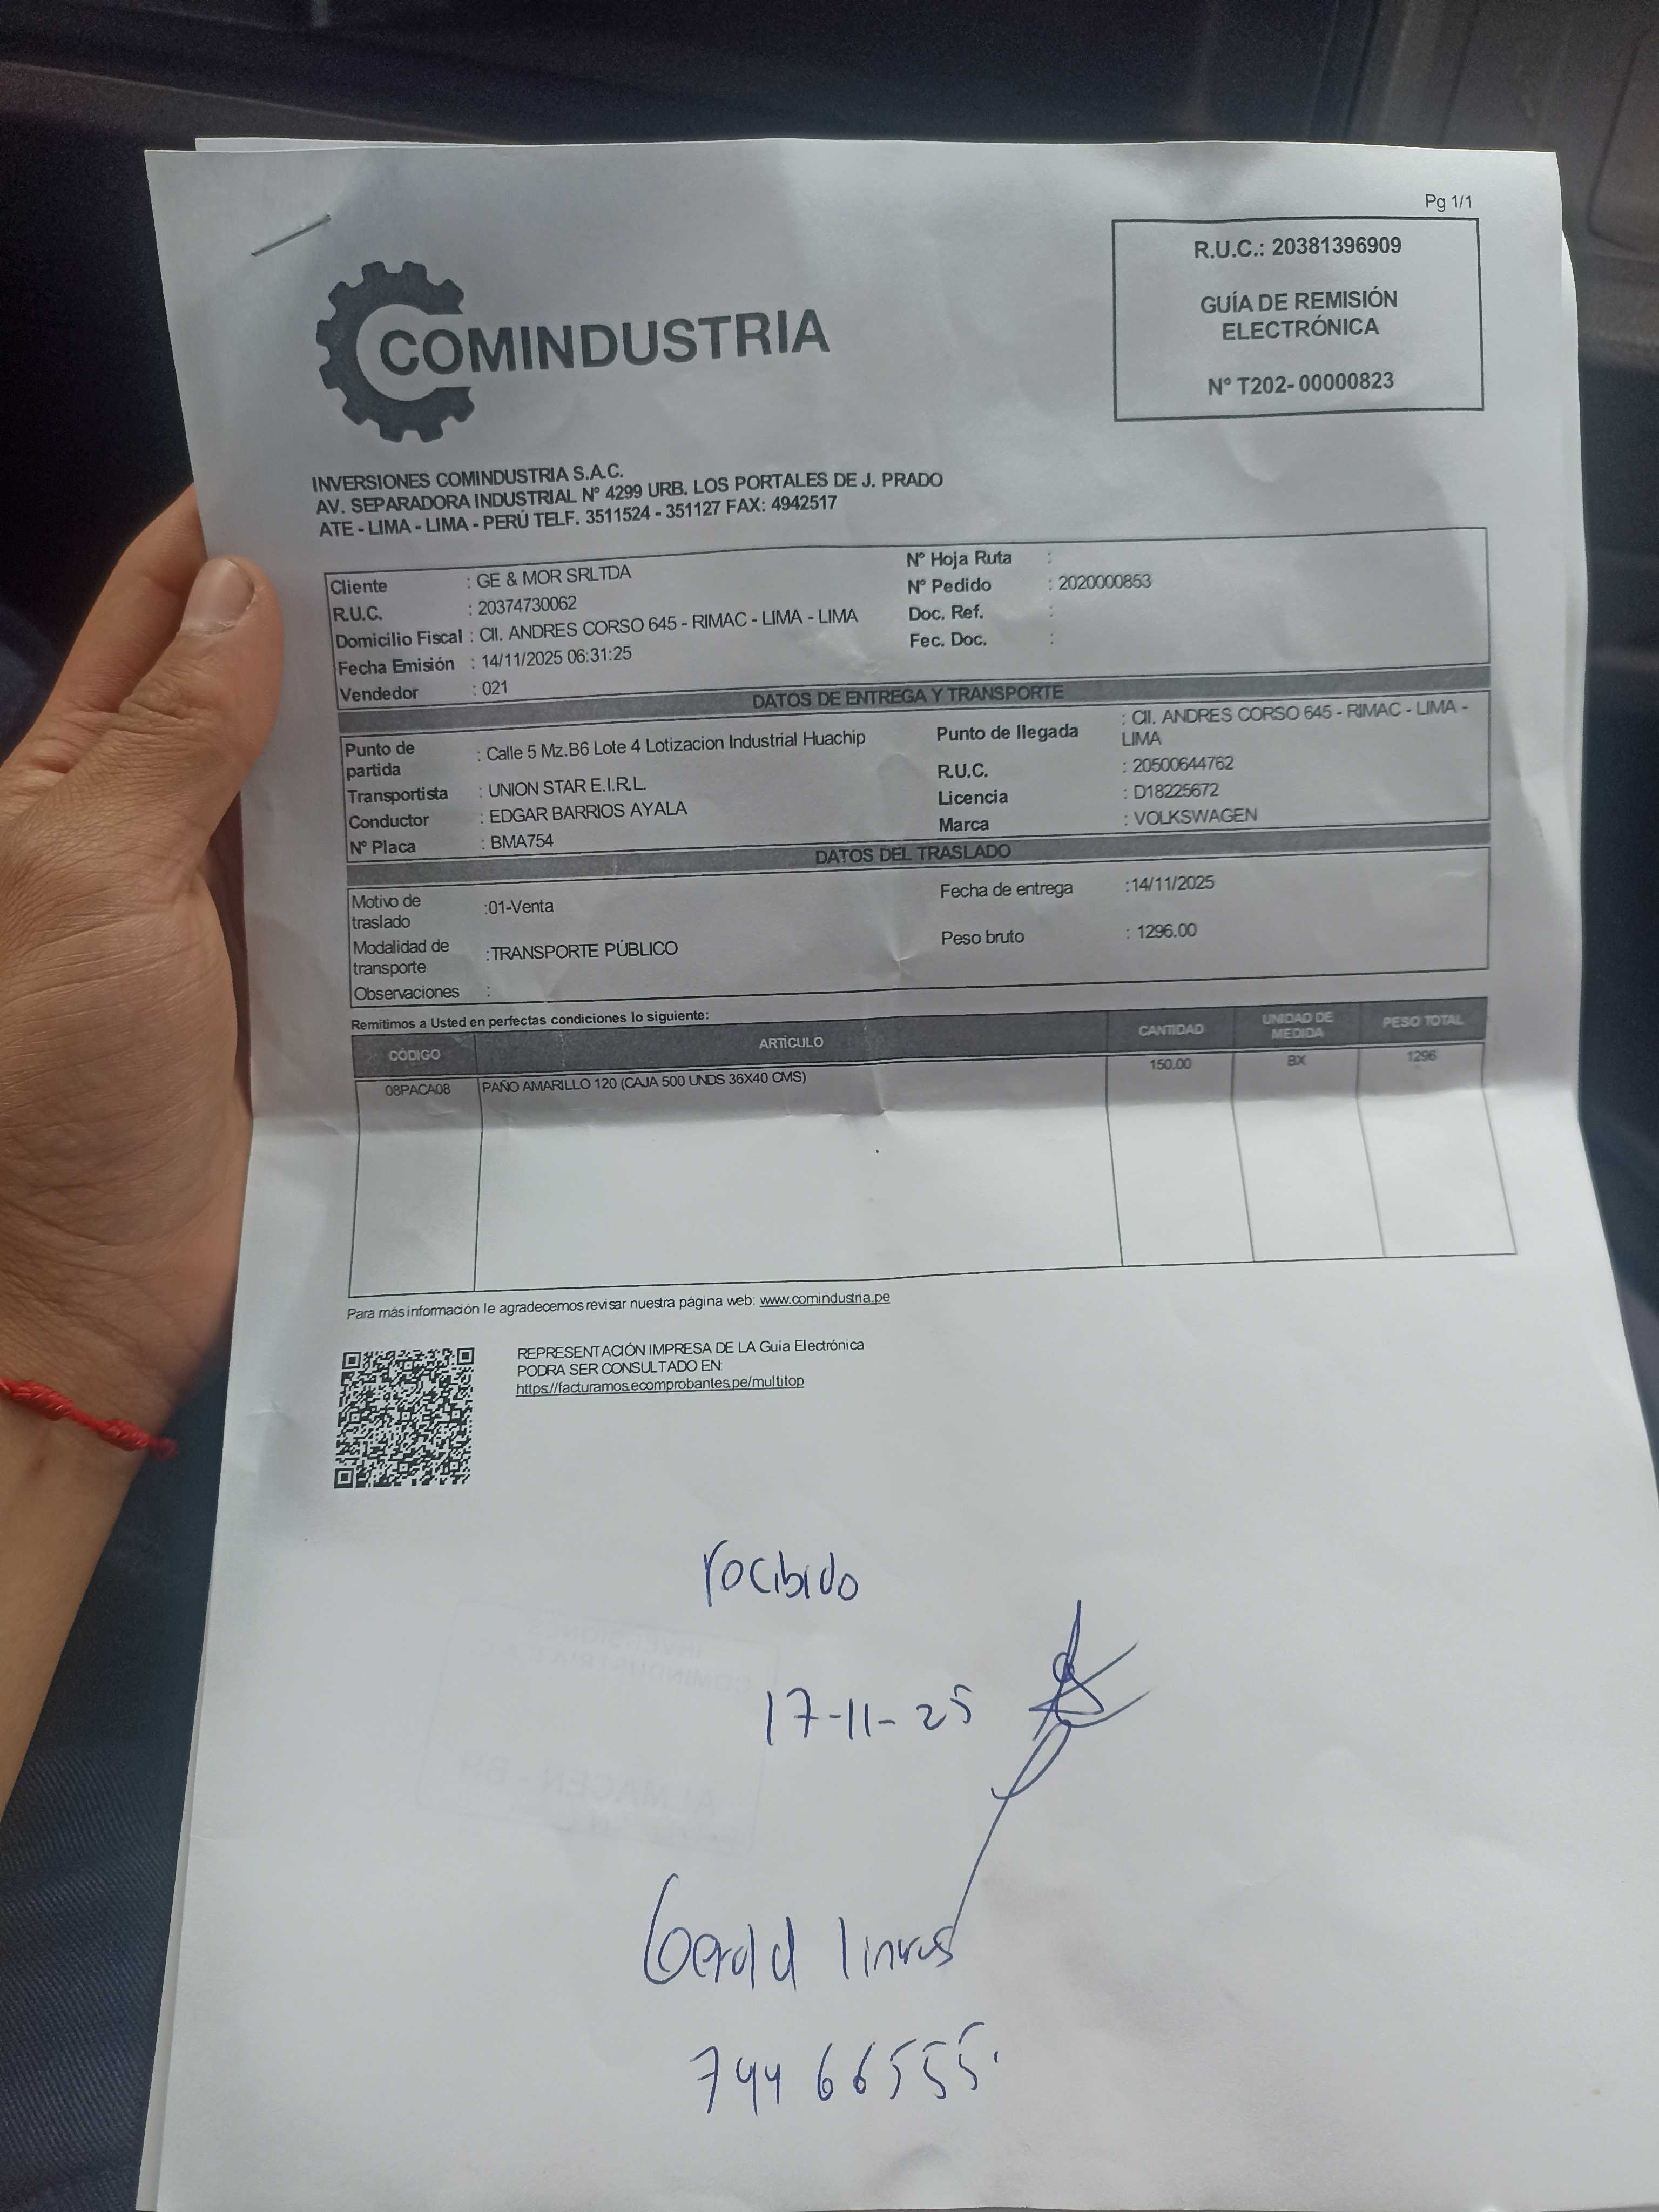 Pg 1/1
R.U.C.: 20381396909
GUÍA DE REMISIÓN
ELECTRÓNICA
N° T202- 00000823
COMINDUSTRIA
INVERSIONES COMINDUSTRIA S.A.C.
AV. SEPARADORA INDUSTRIAL N° 4299 URB. LOS PORTALES DE J. PRADO
ATE - LIMA - LIMA - PERÚ TELF. 3511524 - 351127 FAX: 4942517
Cliente : GE & MOR SRLTDA
R.U.C. : 20374730062
Domicilio Fiscal : Cll. ANDRES CORSO 645 - RIMAC - LIMA - LIMA
Fecha Emisión : 14/11/2025 06:31:25
Vendedor : 021
N° Hoja Ruta :
N° Pedido : 2020000853
Doc. Ref. :
Fec. Doc. :
DATOS DE ENTREGA Y TRANSPORTE
Punto de partida : Calle 5 Mz.B6 Lote 4 Lotizacion Industrial Huachip
Transportista : UNION STAR E.I.R.L.
Conductor : EDGAR BARRIOS AYALA
N° Placa : BMA754
Punto de llegada : Cll. ANDRES CORSO 645 - RIMAC - LIMA -
LIMA
R.U.C. : 20500644762
Licencia : D18225672
Marca : VOLKSWAGEN
DATOS DEL TRASLADO
Motivo de traslado :01-Venta
Modalidad de transporte :TRANSPORTE PÚBLICO
Observaciones :
Fecha de entrega :14/11/2025
Peso bruto : 1296.00
Remitimos a Usted en perfectas condiciones lo siguiente:
CÓDIGO ARTÍCULO CANTIDAD UNIDAD DE MEDIDA PESO TOTAL
08PACA08 PAÑO AMARILLO 120 (CAJA 500 UNDS 36X40 CMS) 150.00 BX 1296
Para más información le agradecemos revisar nuestra página web: www.comindustria.pe
REPRESENTACIÓN IMPRESA DE LA Guía Electrónica
PODRA SER CONSULTADO EN:
https://facturamos.ecomprobantes.pe/multitop
rocibido
17-11-25
Gerald
74466555.